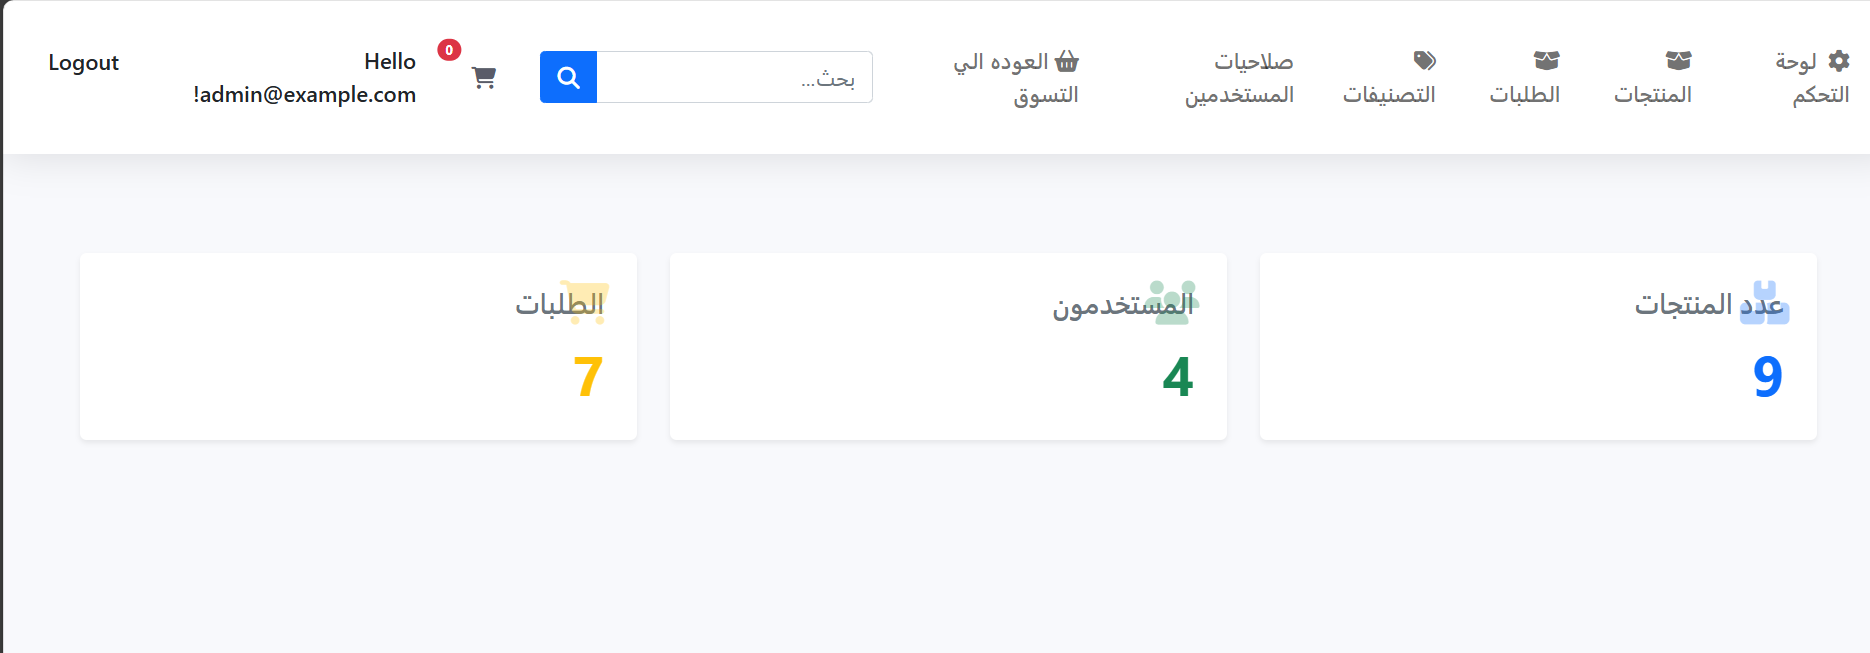 لوحة
التحكم
المنتجات
الطلبات
التصنيفات
صلاحيات
المستخدمين
العوده الي
التسوق
بحث...
0
Hello
admin@example.com!
Logout
عدد المنتجات
9
المستخدمون
4
الطلبات
7